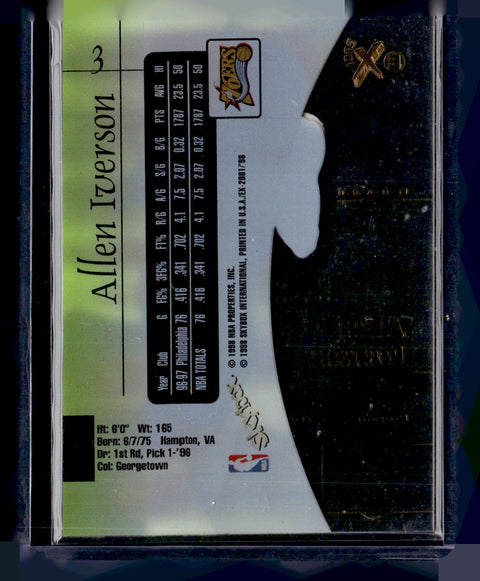 3
Allen Iverson
76ERS
Year Club G FG% 3FG% FT% R/G A/G S/G B/G PTS AVG HI
96-97 Philadelphia 76 .416 .341 .702 4.1 7.5 2.07 0.32 1787 23.5 50
NBA TOTALS 76 .416 .341 .702 4.1 7.5 2.07 0.32 1787 23.5 50
© 1998 NBA PROPERTIES, INC.
© 1998 SKYBOX INTERNATIONAL, PRINTED IN U.S.A./EX-2001/'98
SkyBox
NBA
Ht: 6'0" Wt: 165
Born: 6/7/75 Hampton, VA
Dr: 1st Rd, Pick 1-'96
Col: Georgetown